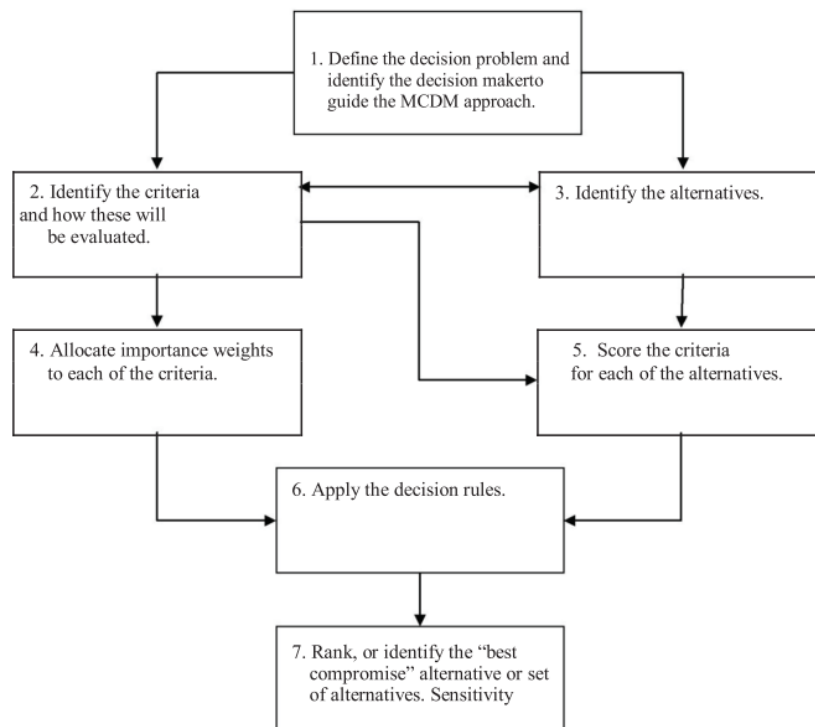 1. Define the decision problem and
identify the decision makerto
guide the MCDM approach.
2. Identify the criteria
and how these will
be evaluated.
3. Identify the alternatives.
4. Allocate importance weights
to each of the criteria.
5. Score the criteria
for each of the alternatives.
6. Apply the decision rules.
7. Rank, or identify the “best
compromise” alternative or set
of alternatives. Sensitivity